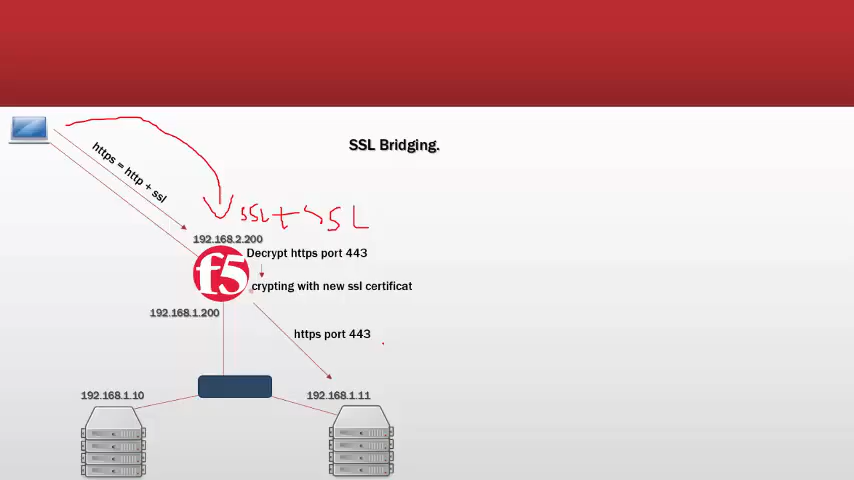 SSL Bridging.
https = http + ssl
SSL + SSL
192.168.2.200
f5
Decrypt https port 443
crypting with new ssl certificat
192.168.1.200
https port 443
192.168.1.10
192.168.1.11